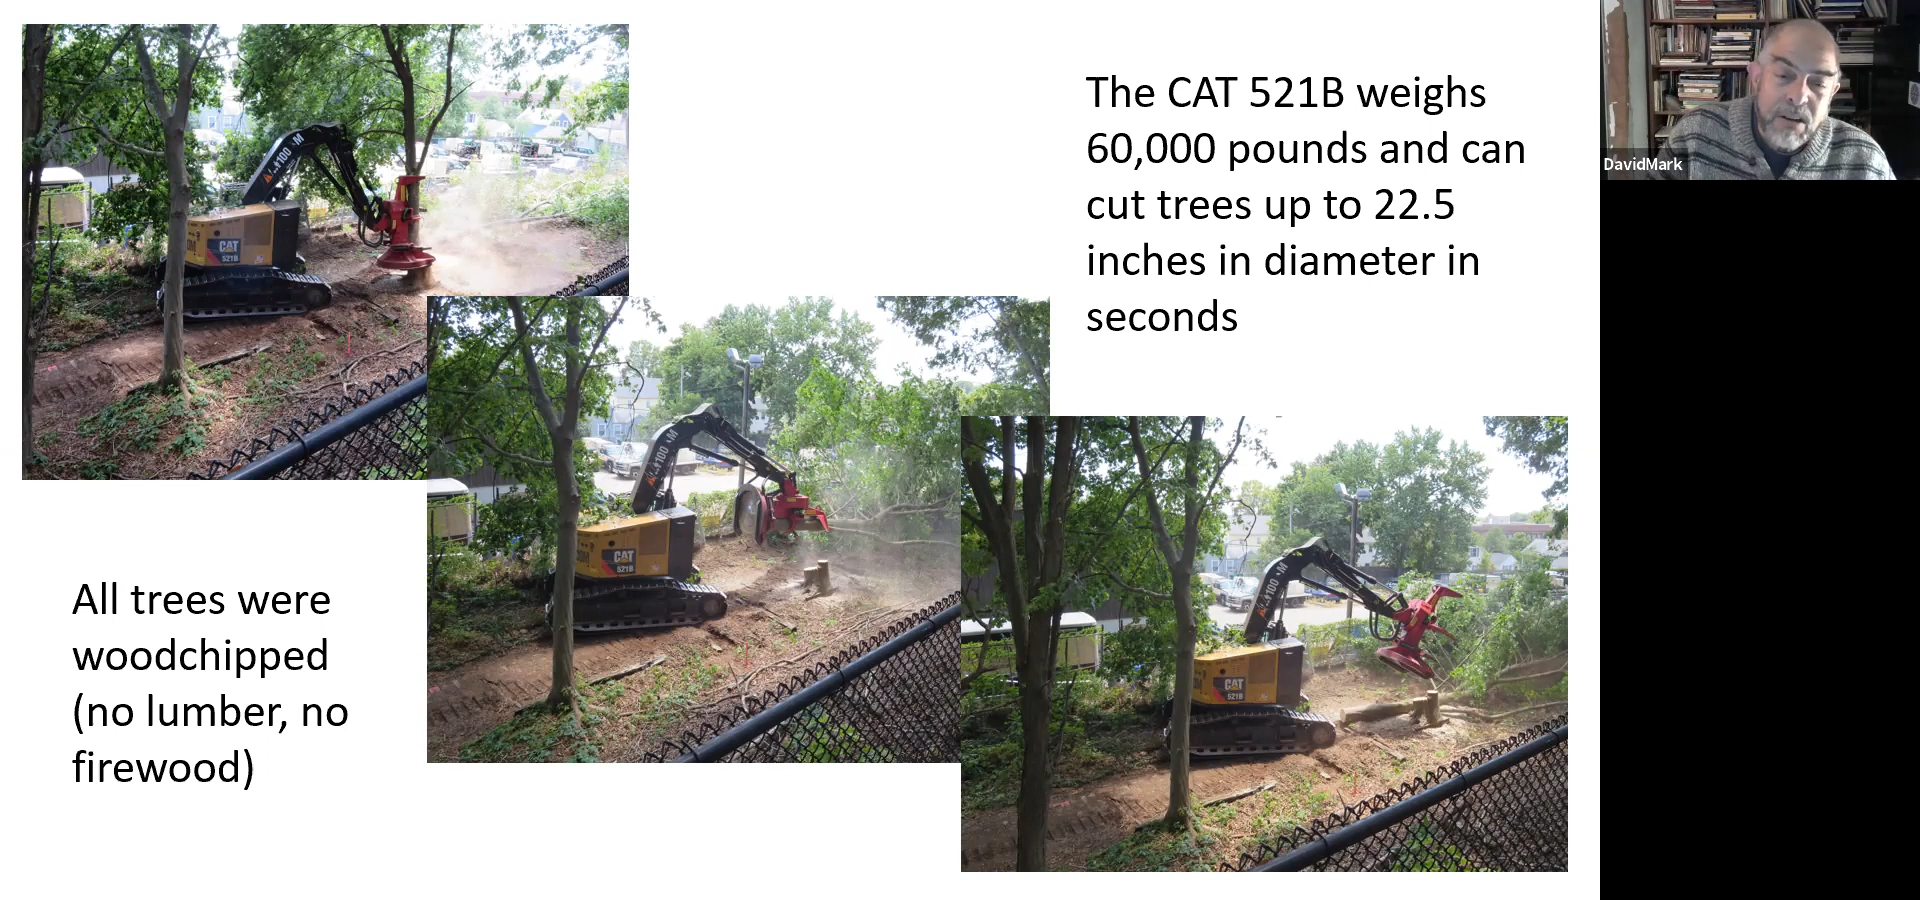 The CAT 521B weighs
60,000 pounds and can
cut trees up to 22.5
inches in diameter in
seconds
DavidMark
CAT
521B
CAT
521B
CAT
521B
All trees were
woodchipped
(no lumber, no
firewood)